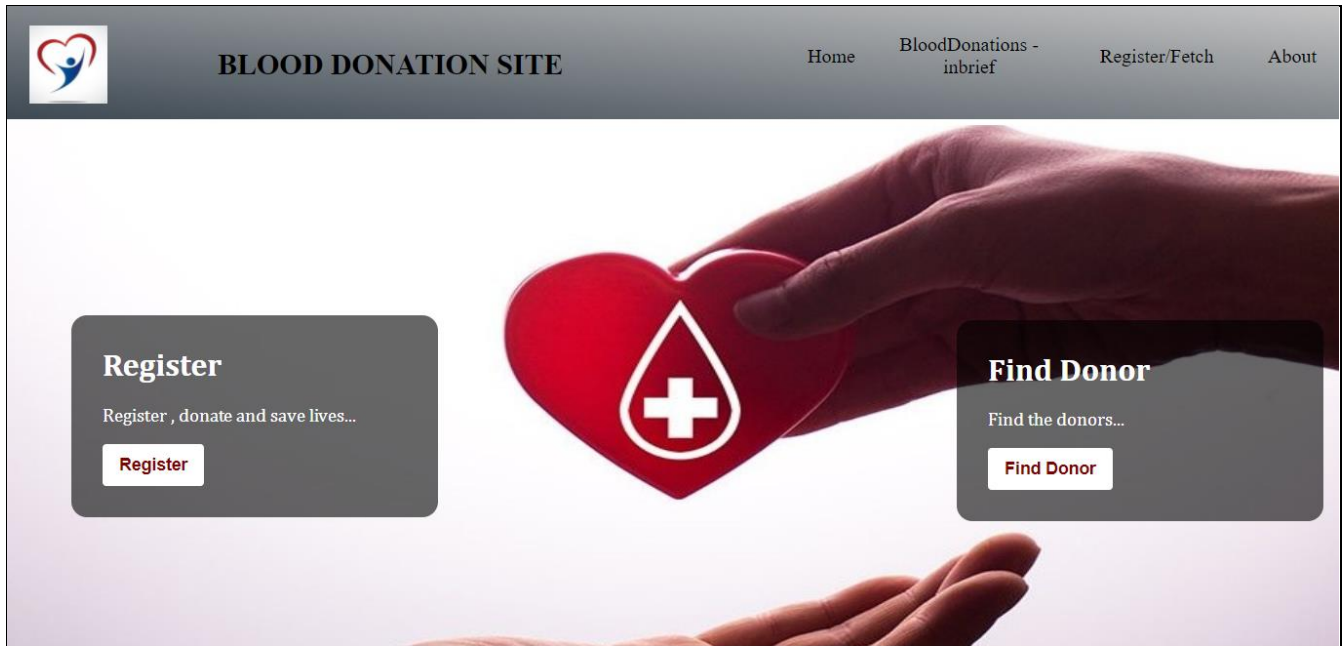 BLOOD DONATION SITE
Home
BloodDonations -
inbrief
Register/Fetch
About
Register
Register , donate and save lives...
Register
Find Donor
Find the donors...
Find Donor